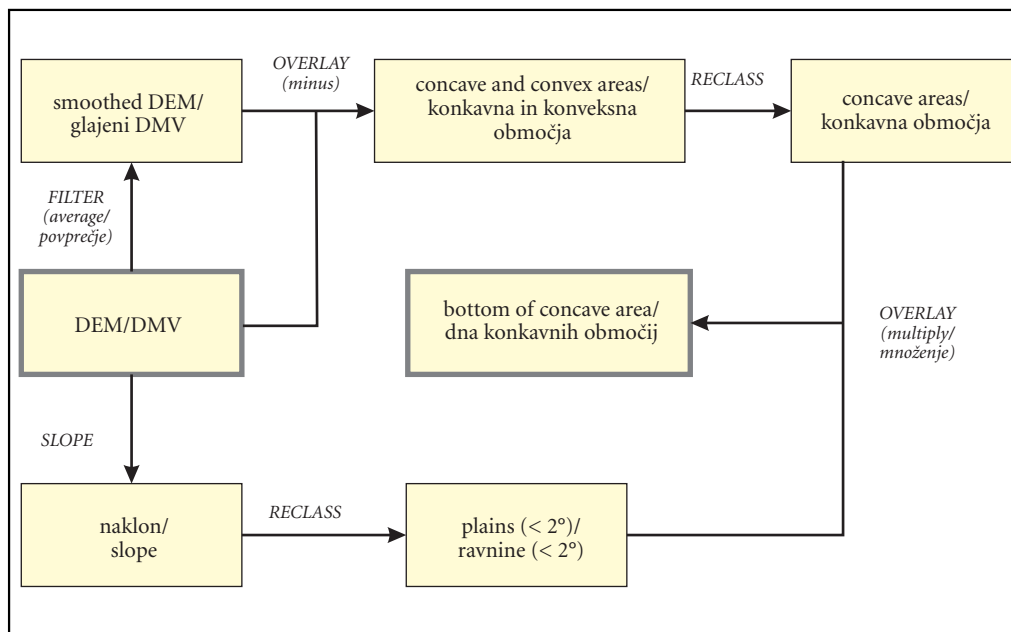 OVERLAY
(minus)
smoothed DEM/
glajeni DMV
concave and convex areas/
konkavna in konveksna
območja
RECLASS
concave areas/
konkavna območja
FILTER
(average/
povprečje)
DEM/DMV
bottom of concave area/
dna konkavnih območij
OVERLAY
(multiply/
množenje)
SLOPE
naklon/
slope
RECLASS
plains (< 2°)/
ravnine (< 2°)